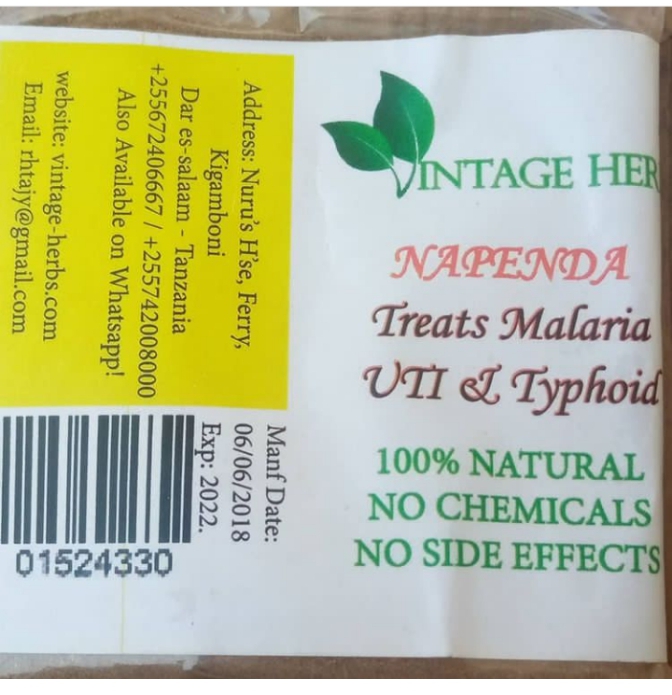 VINTAGE HER
NAPENDA
Treats Malaria
UTI & Typhoid
100% NATURAL
NO CHEMICALS
NO SIDE EFFECTS
Address: Nuru's H'se, Ferry,
Kigamboni
Dar es-salaam - Tanzania
+255672406667 / +255742008000
Also Available on Whatsapp!
website: vintage-herbs.com
Email: rhtajy@gmail.com
Manf Date:
06/06/2018
Exp: 2022.
01524330